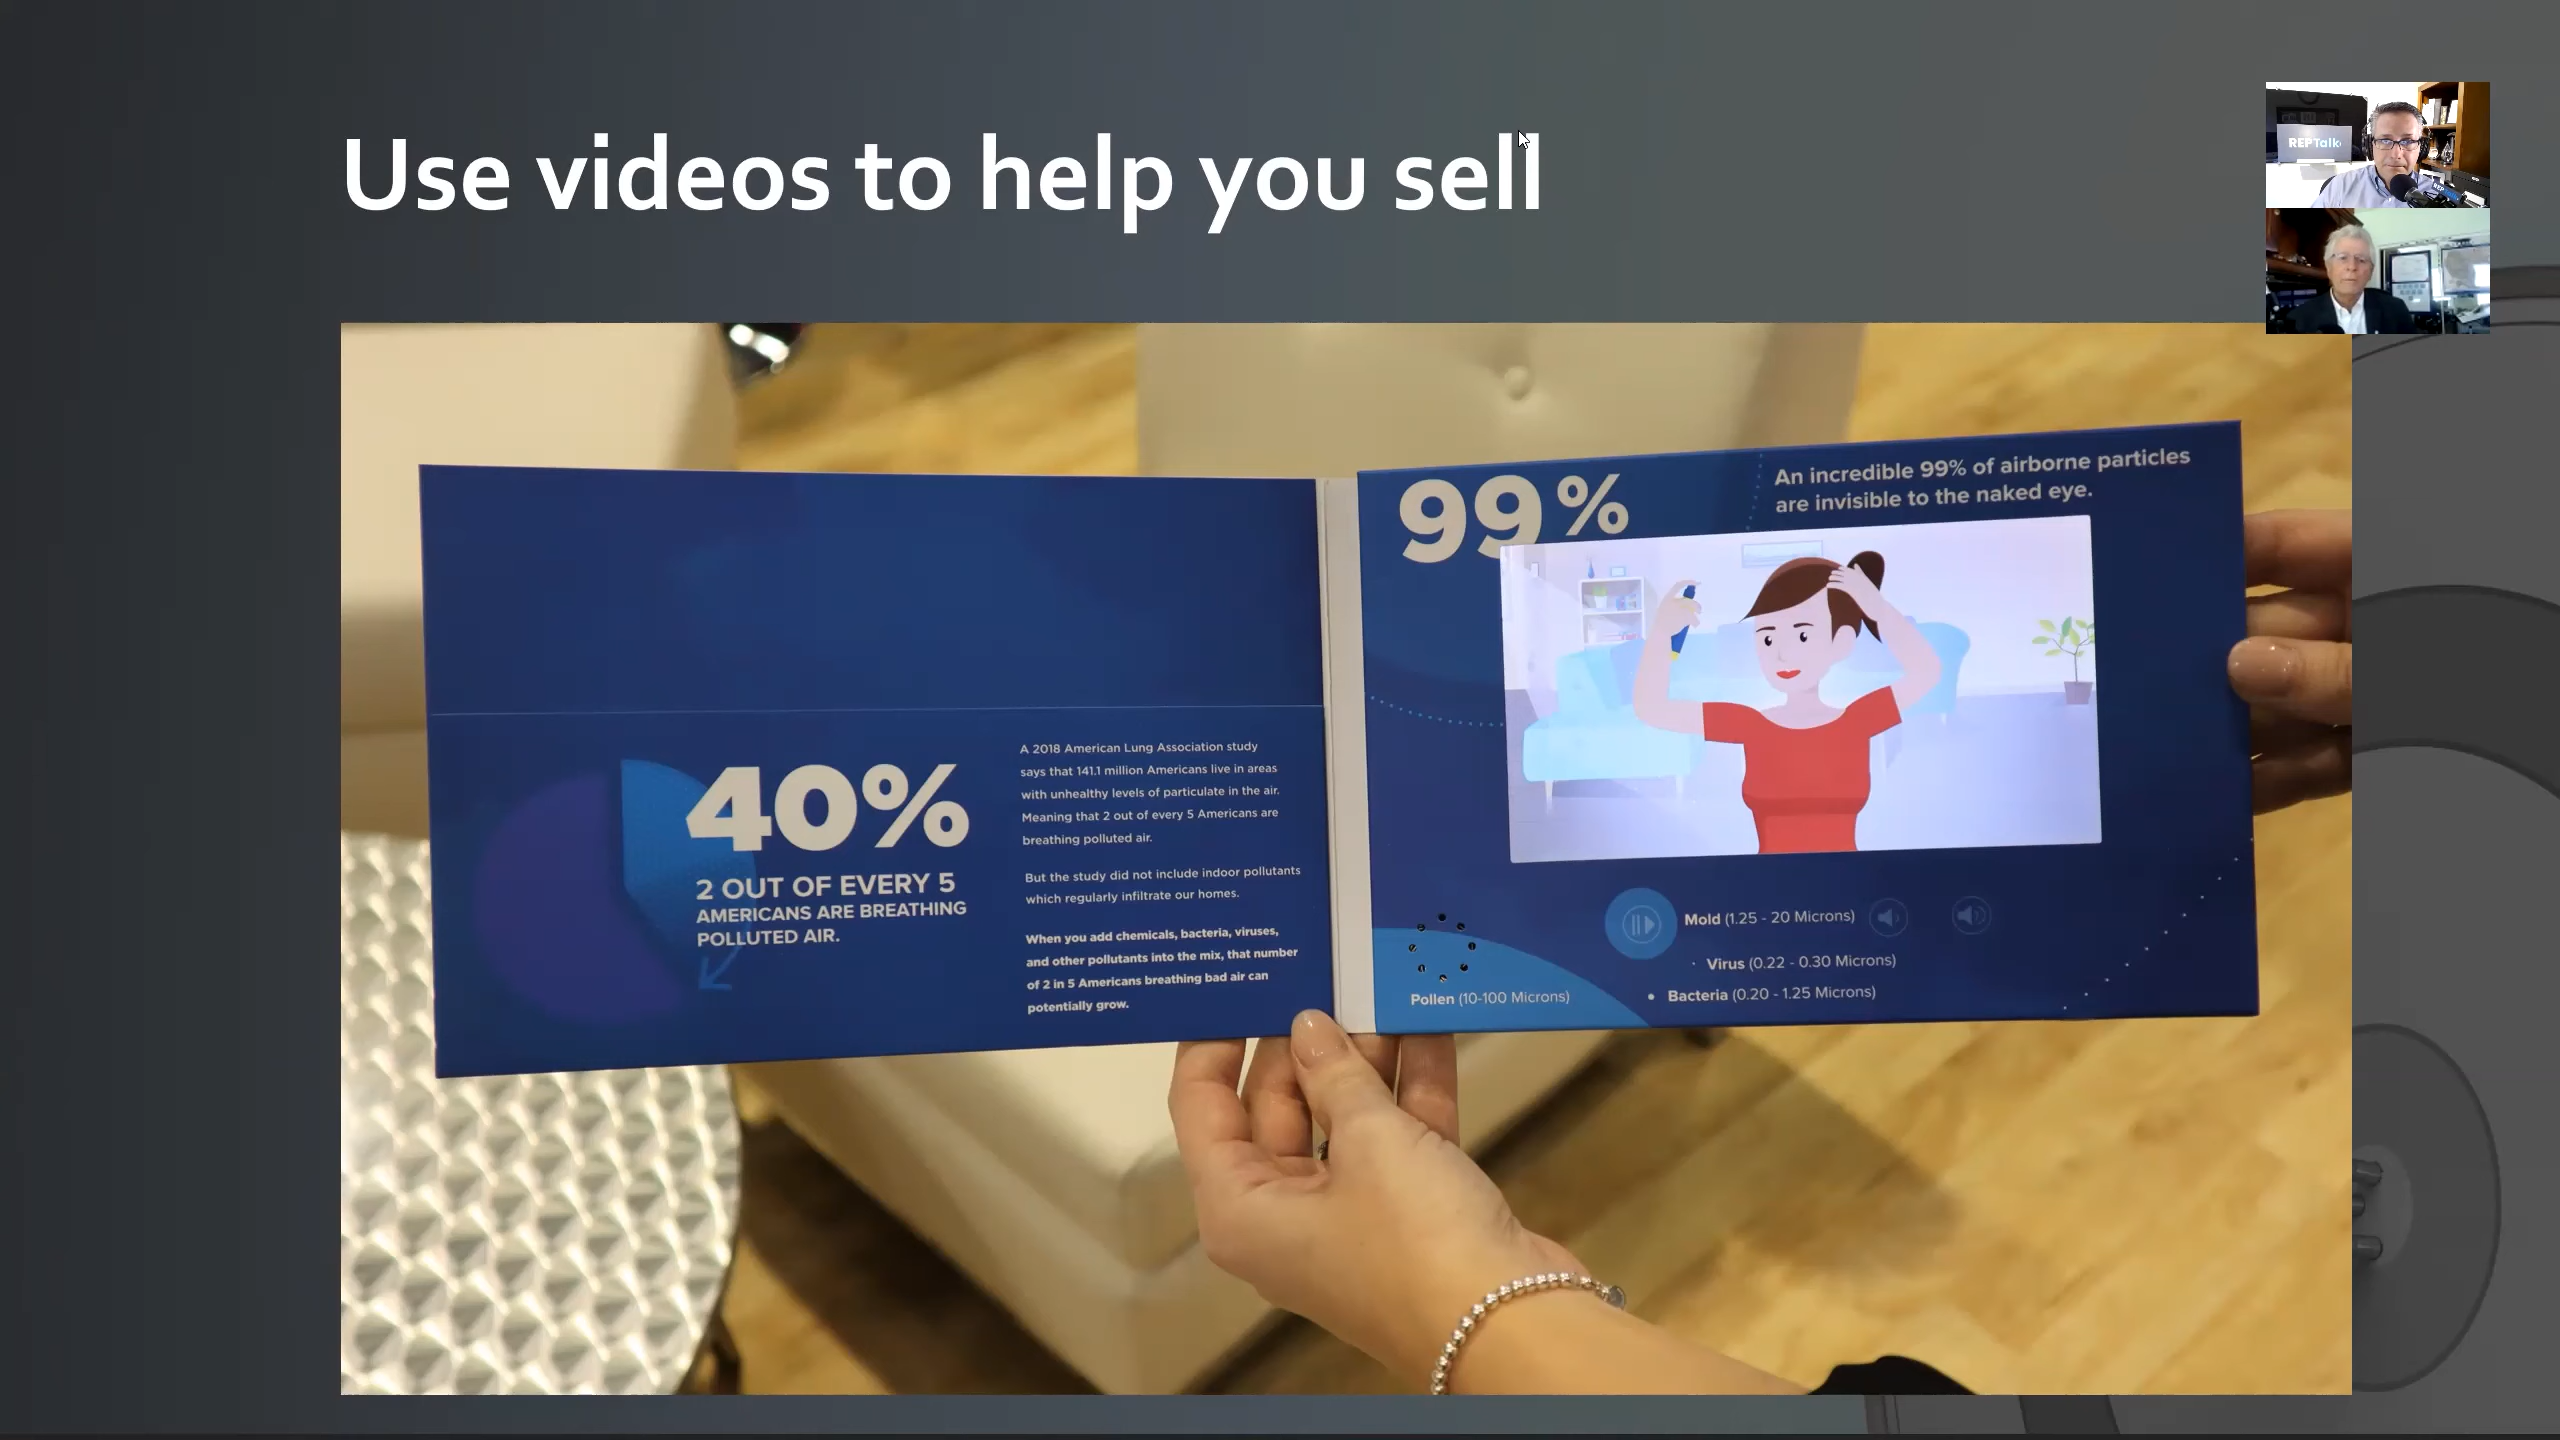 Use videos to help you sell
REPTalk
REP
40%
2 OUT OF EVERY 5
AMERICANS ARE BREATHING
POLLUTED AIR.
A 2018 American Lung Association study
says that 141.1 million Americans live in areas
with unhealthy levels of particulate in the air.
Meaning that 2 out of every 5 Americans are
breathing polluted air.
But the study did not include indoor pollutants
which regularly infiltrate our homes.
When you add chemicals, bacteria, viruses,
and other pollutants into the mix, that number
of 2 in 5 Americans breathing bad air can
potentially grow.
99%
An incredible 99% of airborne particles
are invisible to the naked eye.
Mold (1.25 - 20 Microns)
· Virus (0.22 - 0.30 Microns)
• Bacteria (0.20 - 1.25 Microns)
Pollen (10-100 Microns)